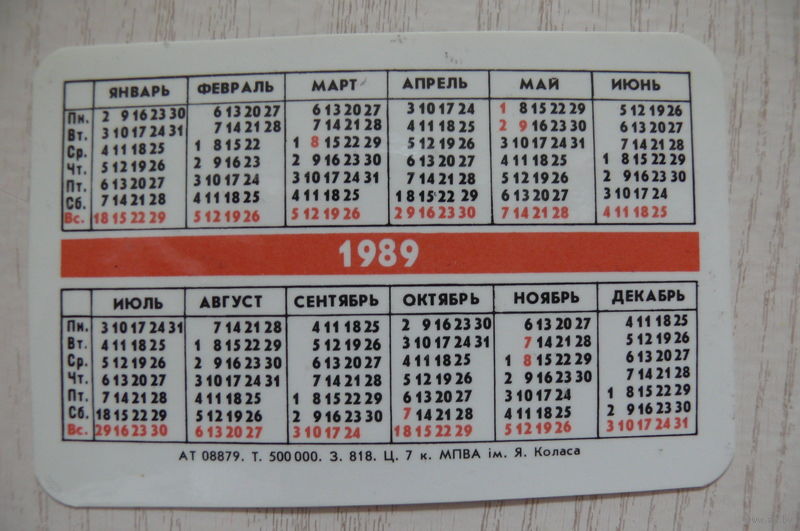 ЯНВАРЬ ФЕВРАЛЬ МАРТ АПРЕЛЬ МАЙ ИЮНЬ
Пн. 2 9 16 23 30 6 13 20 27 6 13 20 27 3 10 17 24 1 8 15 22 29 5 12 19 26
Вт. 3 10 17 24 31 7 14 21 28 7 14 21 28 4 11 18 25 2 9 16 23 30 6 13 20 27
Ср. 4 11 18 25 1 8 15 22 1 8 15 22 29 5 12 19 26 3 10 17 24 31 7 14 21 28
Чт. 5 12 19 26 2 9 16 23 2 9 16 23 30 6 13 20 27 4 11 18 25 1 8 15 22 29
Пт. 6 13 20 27 3 10 17 24 3 10 17 24 31 7 14 21 28 5 12 19 26 2 9 16 23 30
Сб. 7 14 21 28 4 11 18 25 4 11 18 25 1 8 15 22 29 6 13 20 27 3 10 17 24
Вс. 1 8 15 22 29 5 12 19 26 5 12 19 26 2 9 16 23 30 7 14 21 28 4 11 18 25
1989
ИЮЛЬ АВГУСТ СЕНТЯБРЬ ОКТЯБРЬ НОЯБРЬ ДЕКАБРЬ
Пн. 3 10 17 24 31 7 14 21 28 4 11 18 25 2 9 16 23 30 6 13 20 27 4 11 18 25
Вт. 4 11 18 25 1 8 15 22 29 5 12 19 26 3 10 17 24 31 7 14 21 28 5 12 19 26
Ср. 5 12 19 26 2 9 16 23 30 6 13 20 27 4 11 18 25 1 8 15 22 29 6 13 20 27
Чт. 6 13 20 27 3 10 17 24 31 7 14 21 28 5 12 19 26 2 9 16 23 30 7 14 21 28
Пт. 7 14 21 28 4 11 18 25 1 8 15 22 29 6 13 20 27 3 10 17 24 1 8 15 22 29
Сб. 1 8 15 22 29 5 12 19 26 2 9 16 23 30 7 14 21 28 4 11 18 25 2 9 16 23 30
Вс. 2 9 16 23 30 6 13 20 27 3 10 17 24 1 8 15 22 29 5 12 19 26 3 10 17 24 31
АТ 08879. Т. 500 000. З. 818. Ц. 7 к. МПВА ім. Я. Коласа